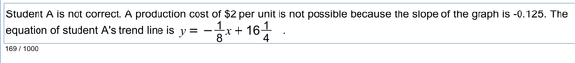 Student A is not correct. A production cost of $2 per unit is not possible because the slope of the graph is -0.125. The
equation of student A's trend line is y = -1/8x + 16 1/4 .
169 / 1000